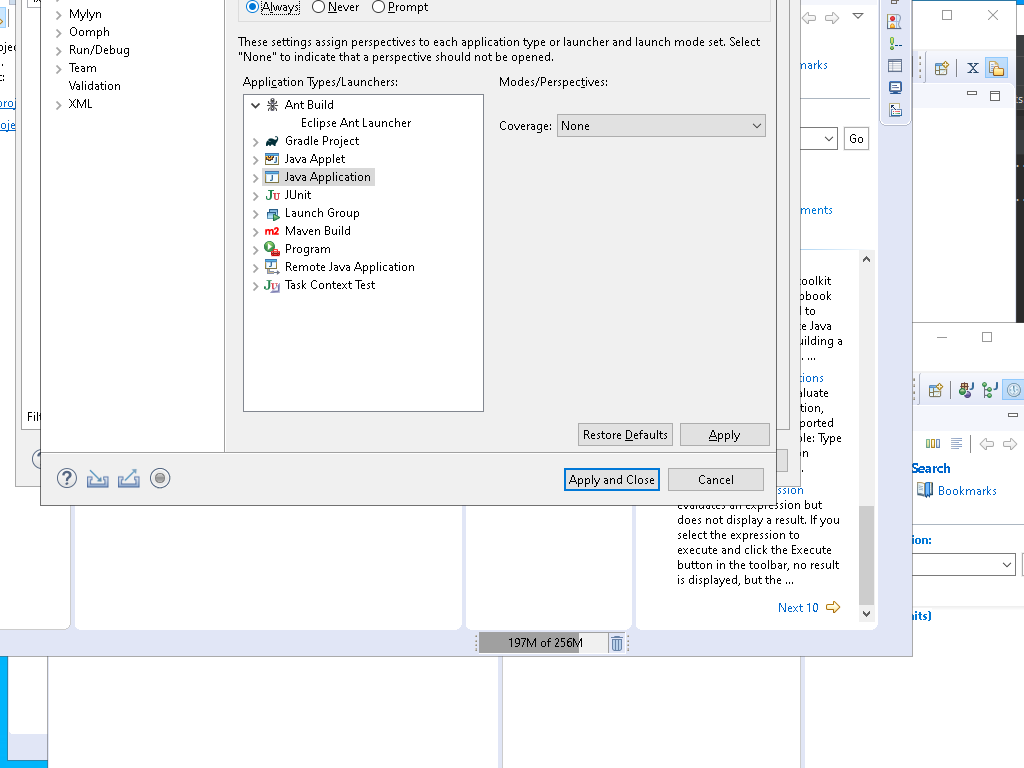 Always
Never
Prompt
Mylyn
Oomph
Run/Debug
Team
Validation
XML
These settings assign perspectives to each application type or launcher and launch mode set. Select
"None" to indicate that a perspective should not be opened.
Application Types/Launchers:
Modes/Perspectives:
Ant Build
Eclipse Ant Launcher
Gradle Project
Java Applet
Java Application
JUnit
Launch Group
Maven Build
Program
Remote Java Application
Task Context Test
Coverage:
None
Restore Defaults
Apply
Apply and Close
Cancel
marks
Go
ments
oolkit
book
to
Java
uilding a
...
ions
aluate
tion,
ported
ple: Type
on
ssion
evaluates an expression but
does not display a result. If you
select the expression to
execute and click the Execute
button in the toolbar, no result
is displayed, but the ...
Next 10
197M of 256M
Search
Bookmarks
ion:
Filt